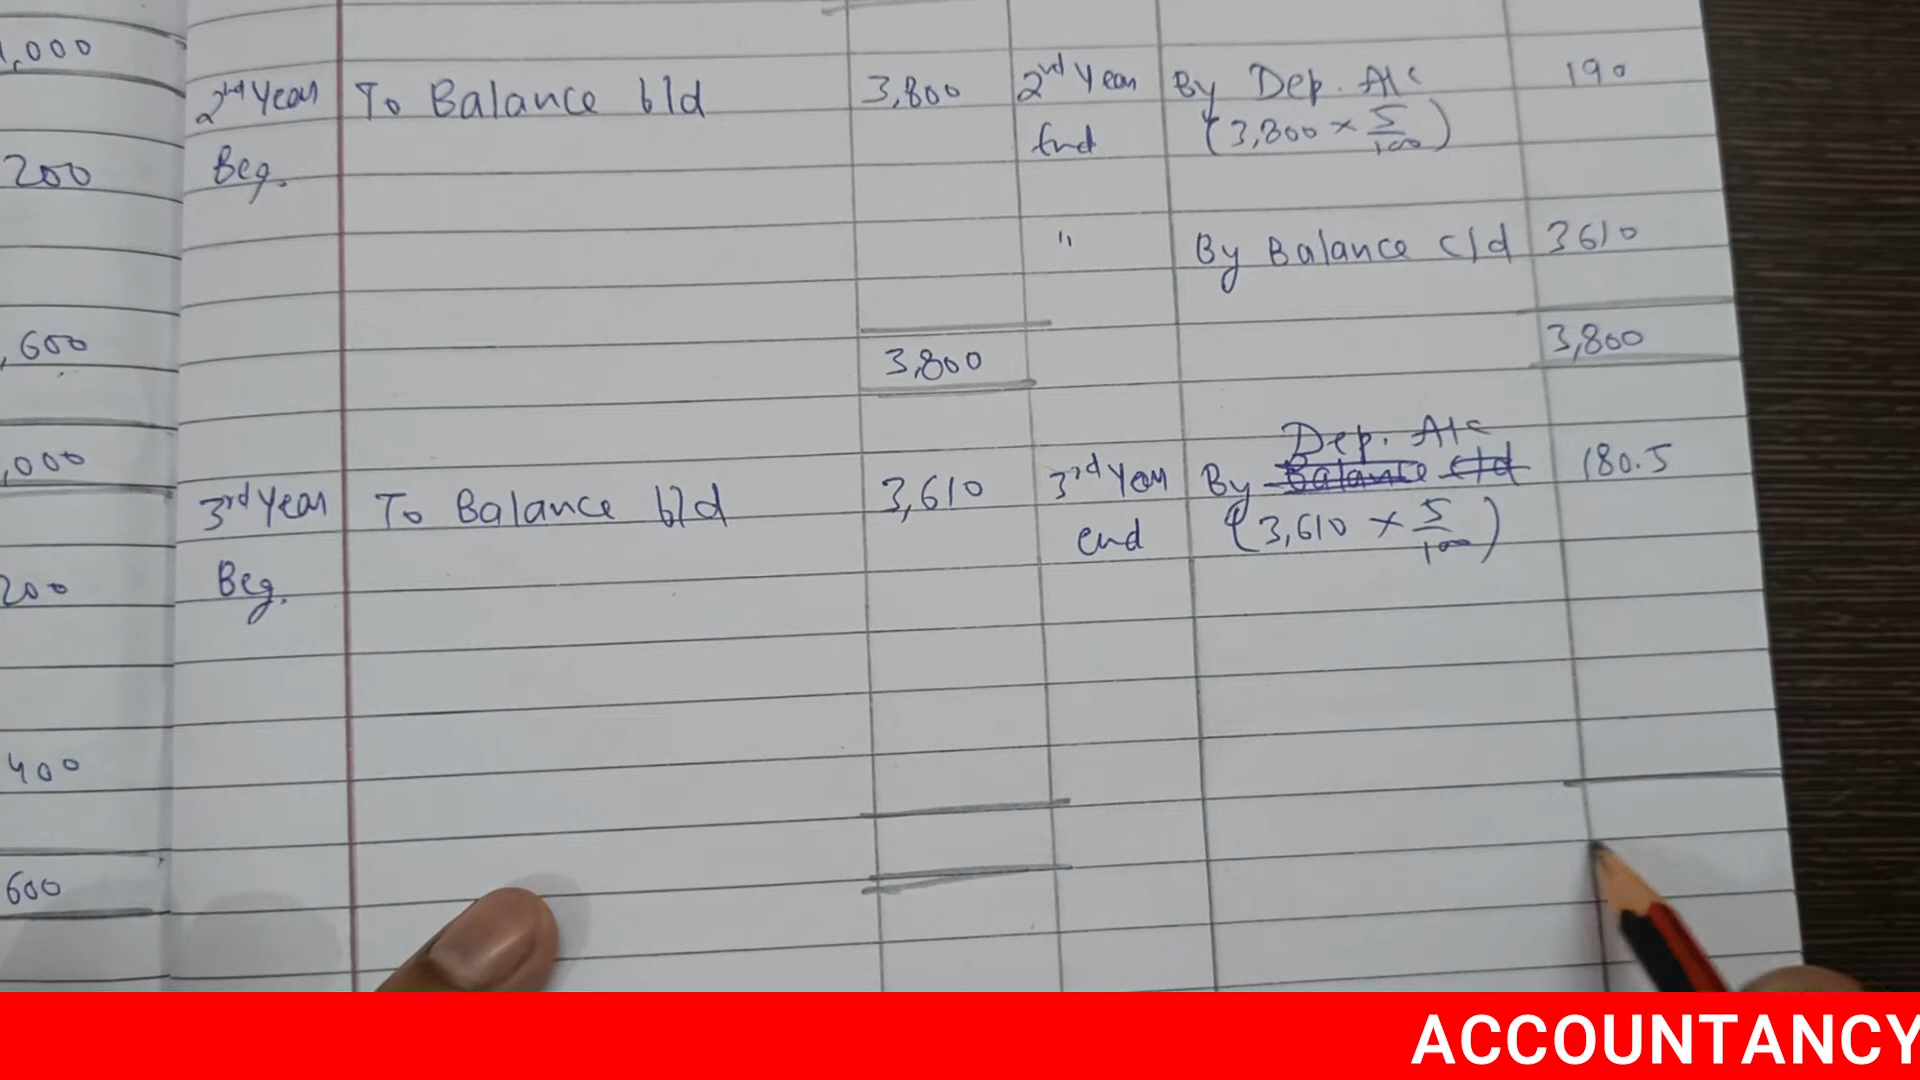 1,000
200
,600
,000
200
400
600
2nd Year To Balance b/d 3,800 2nd Year By Dep. A/c 190
Beg. End (3,800 × 5/100)
" By Balance c/d 3610
3,800 3,800
Dep. A/c
3rd Year To Balance b/d 3,610 3rd Year By Balance c/d 180.5
Beg. end (3,610 × 5/100)
ACCOUNTANCY